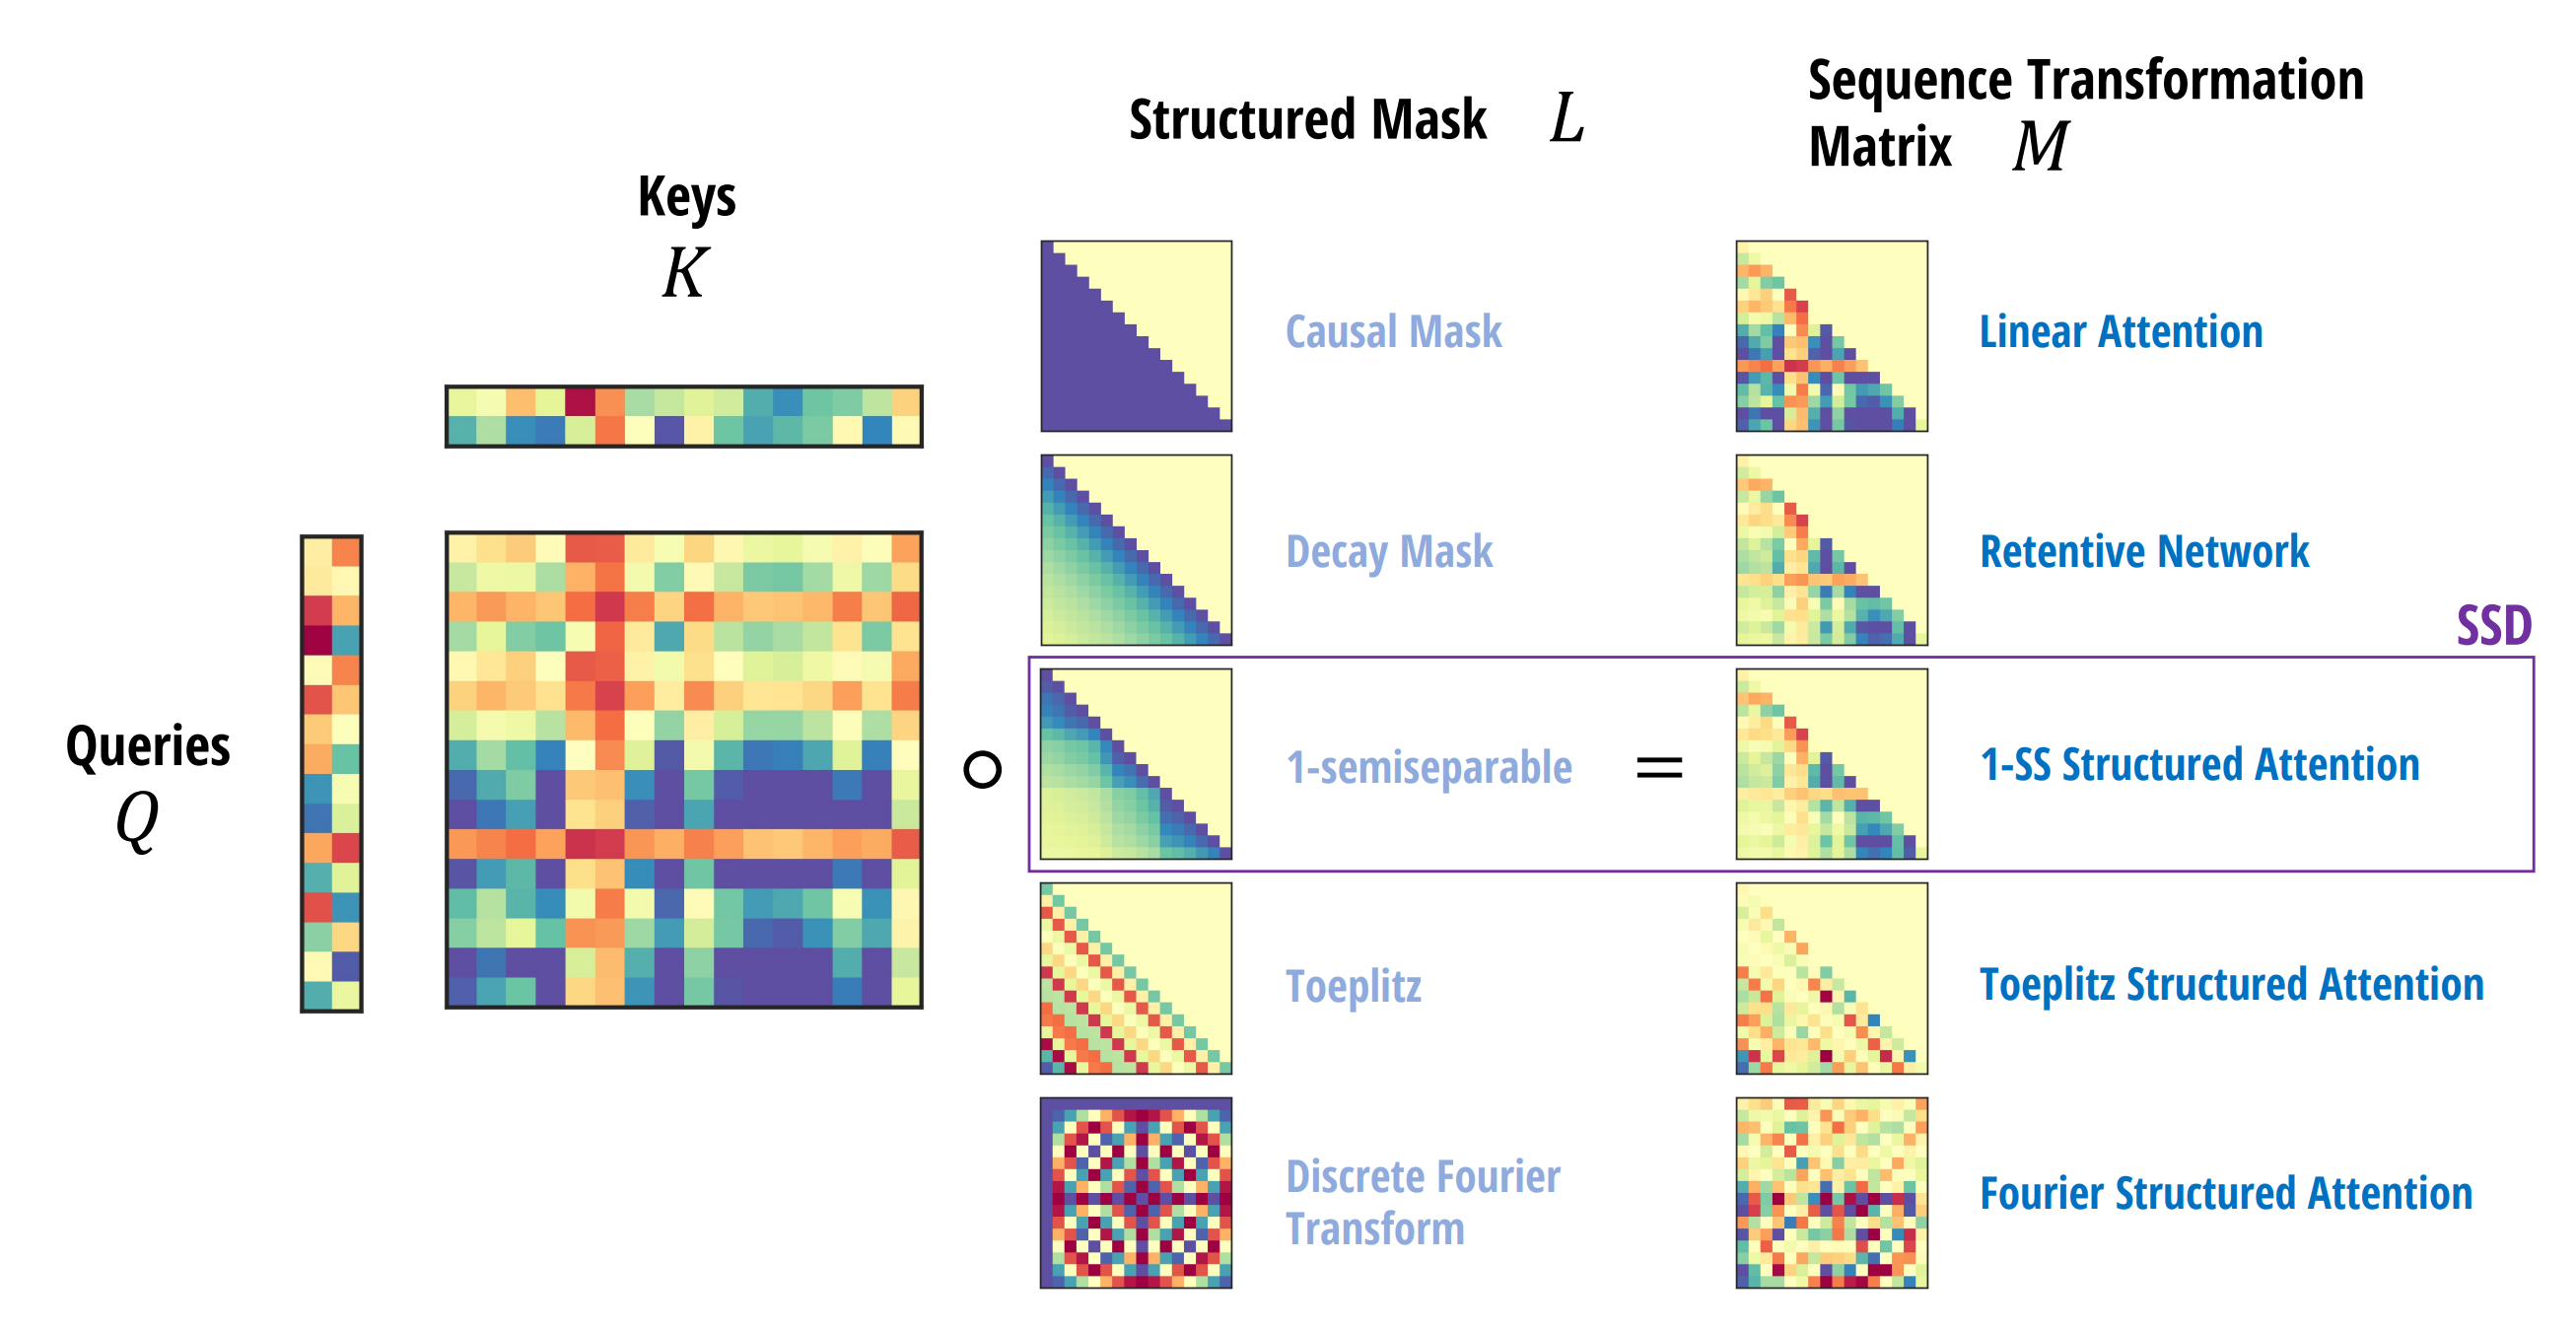 Structured Mask L
Sequence Transformation
Matrix M
Keys
K
Queries
Q
Causal Mask
Linear Attention
Decay Mask
Retentive Network
SSD
∘
1-semiseparable
=
1-SS Structured Attention
Toeplitz
Toeplitz Structured Attention
Discrete Fourier
Transform
Fourier Structured Attention